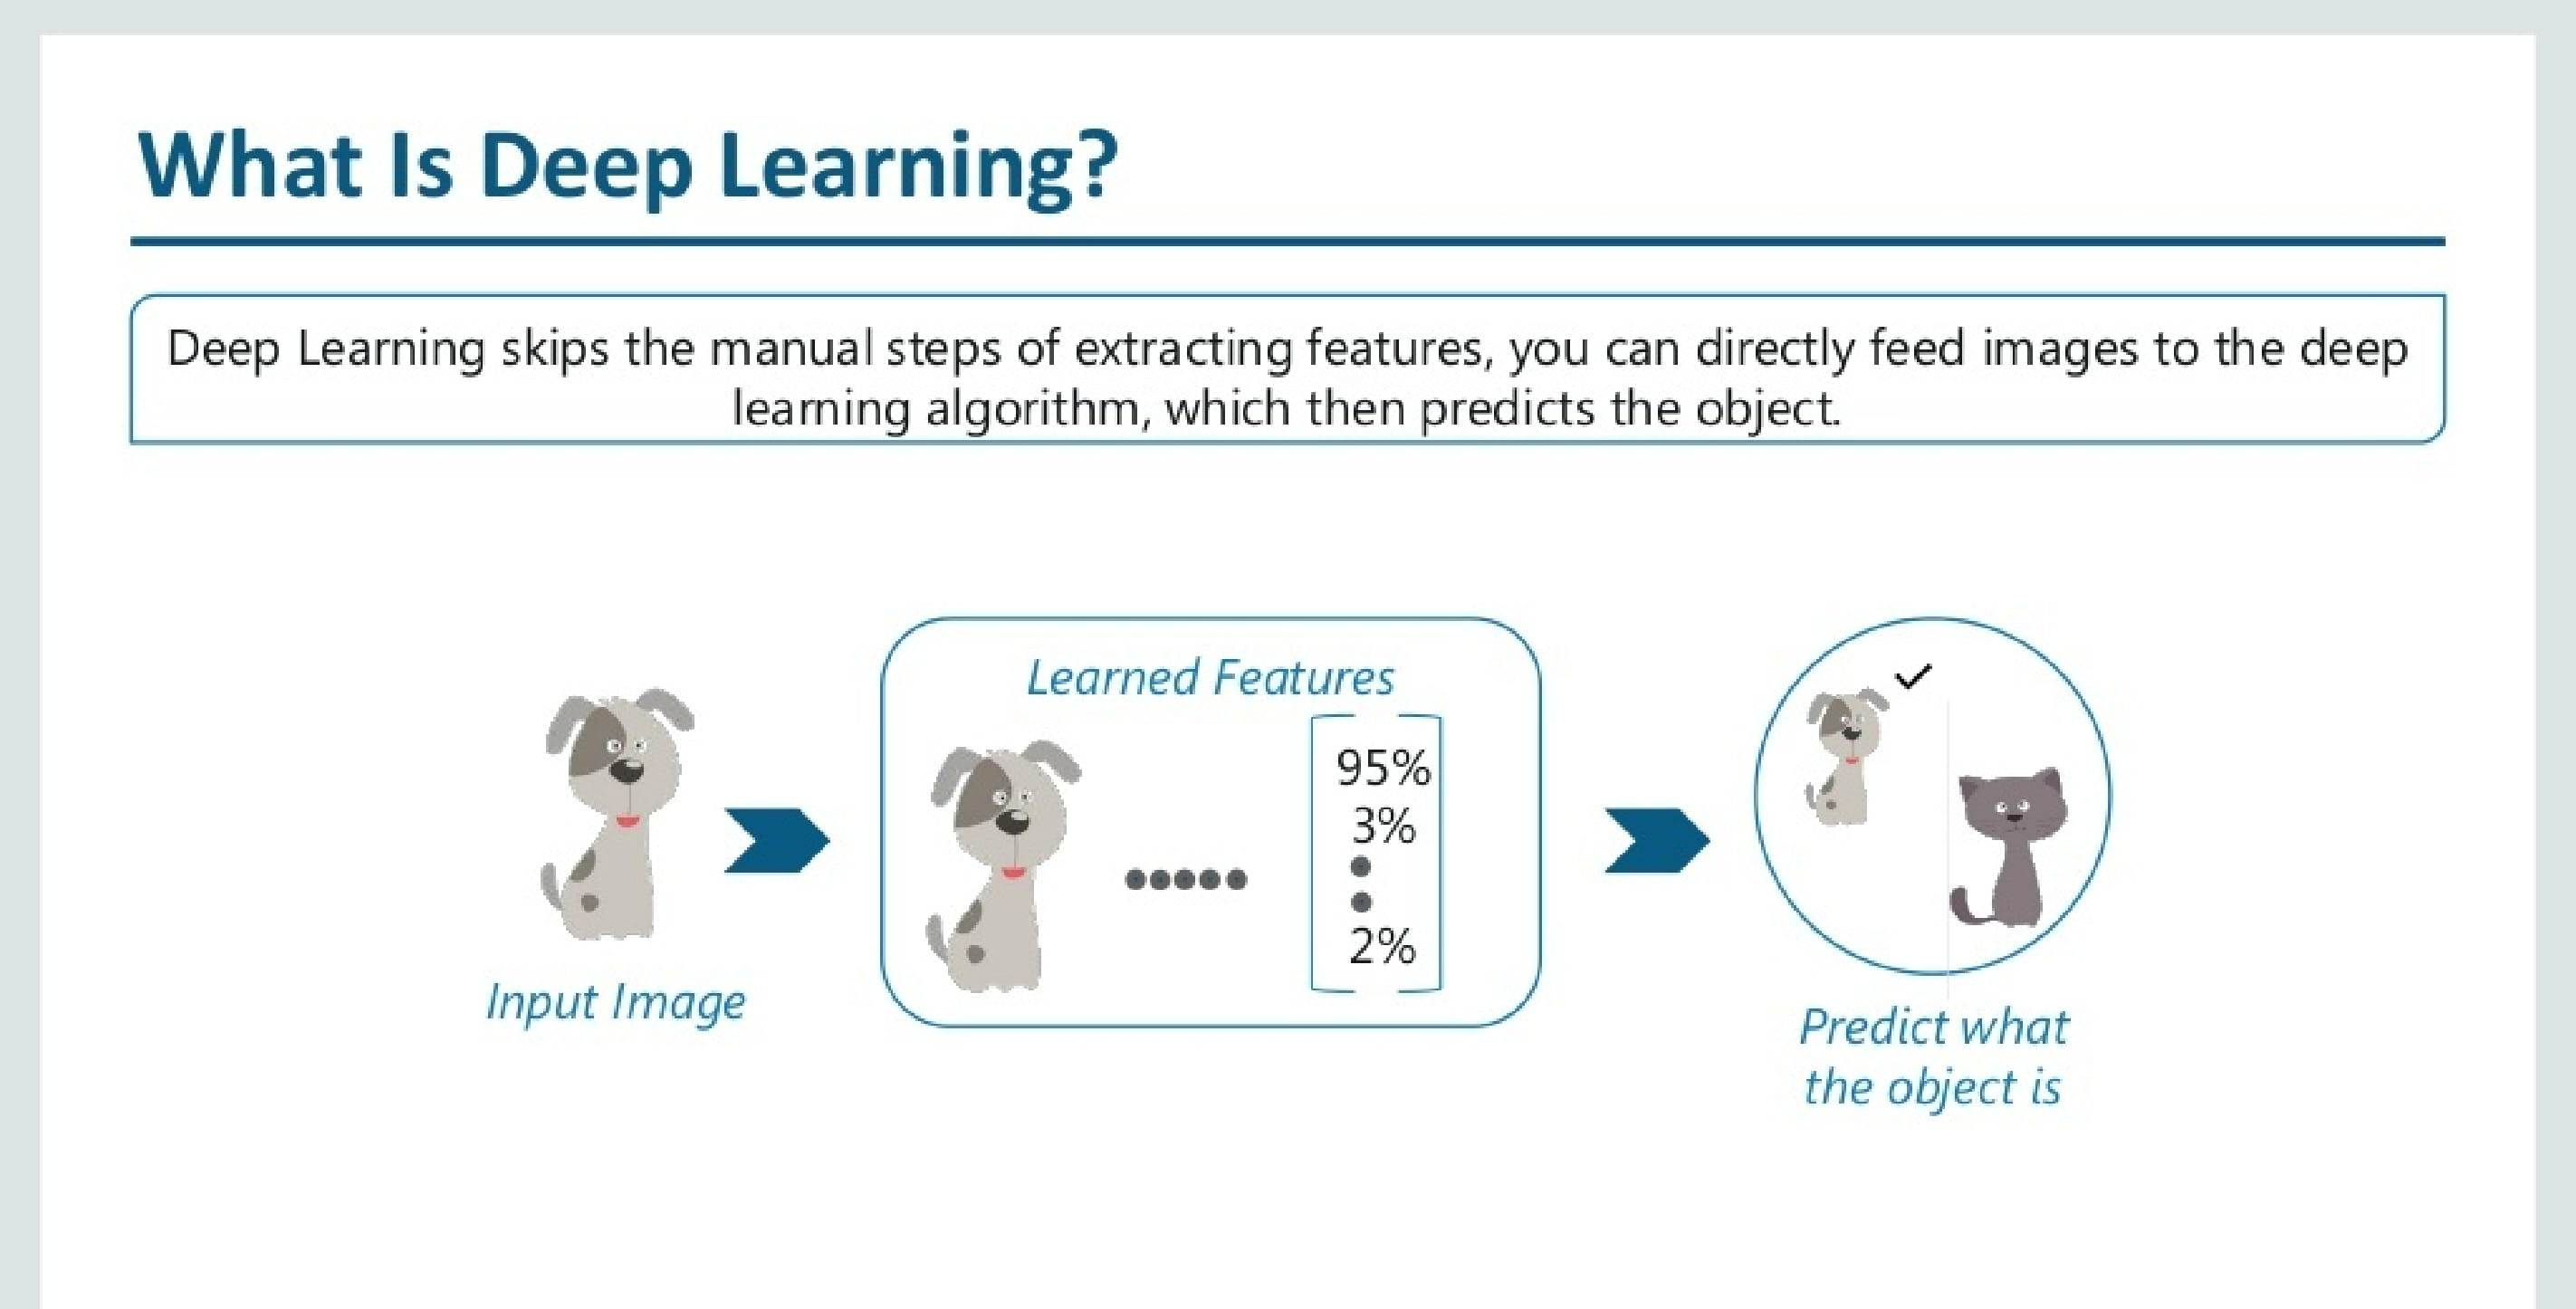 What Is Deep Learning?
Deep Learning skips the manual steps of extracting features, you can directly feed images to the deep
learning algorithm, which then predicts the object.
Learned Features
95%
3%
2%
Input Image
Predict what
the object is